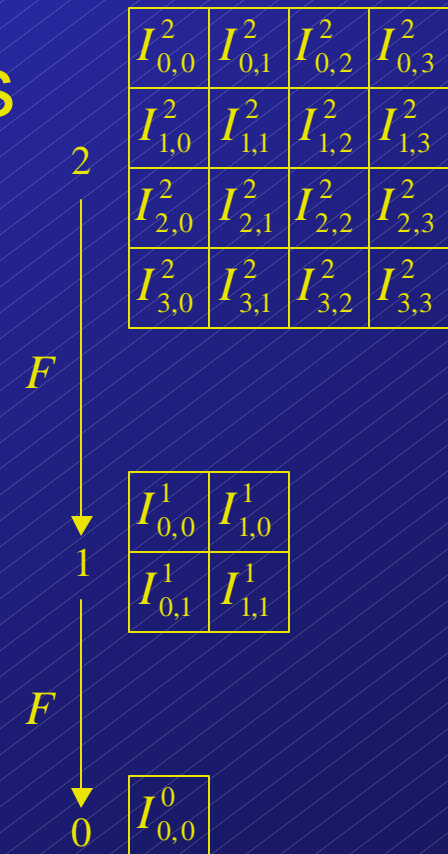 s
I^2_{0,0} I^2_{0,1} I^2_{0,2} I^2_{0,3}
I^2_{1,0} I^2_{1,1} I^2_{1,2} I^2_{1,3}
2
I^2_{2,0} I^2_{2,1} I^2_{2,2} I^2_{2,3}
I^2_{3,0} I^2_{3,1} I^2_{3,2} I^2_{3,3}
F
I^1_{0,0} I^1_{1,0}
1
I^1_{0,1} I^1_{1,1}
F
0 I^0_{0,0}